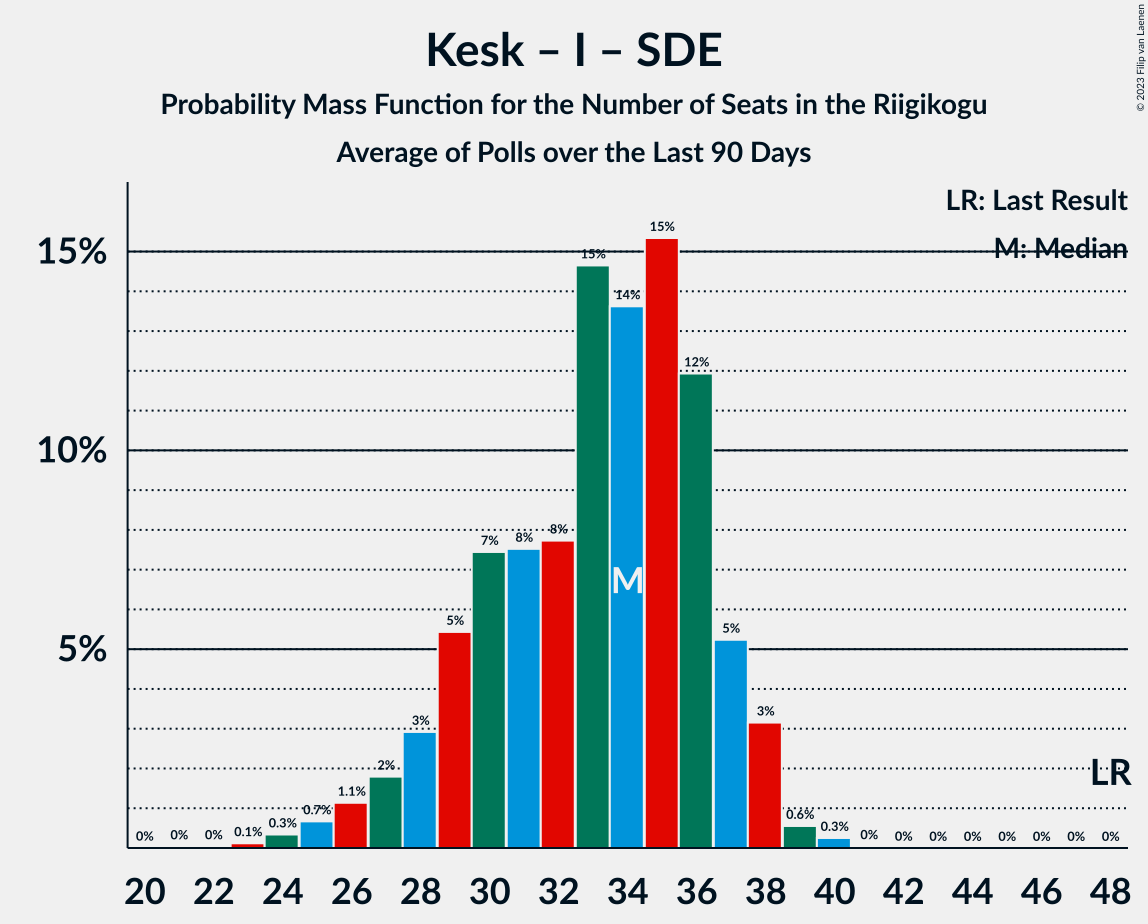 Kesk – I – SDE
Probability Mass Function for the Number of Seats in the Riigikogu
Average of Polls over the Last 90 Days
© 2023 Filip van Laenen
LR: Last Result
M: Median
15%
10%
5%
0% 0% 0% 0.1% 0.3% 0.7% 1.1% 2% 3% 5% 7% 8% 8% 15% 14% 15% 12% 5% 3% 0.6% 0.3% 0% 0% 0% 0% 0% 0% 0% 0%
M
LR
20 22 24 26 28 30 32 34 36 38 40 42 44 46 48